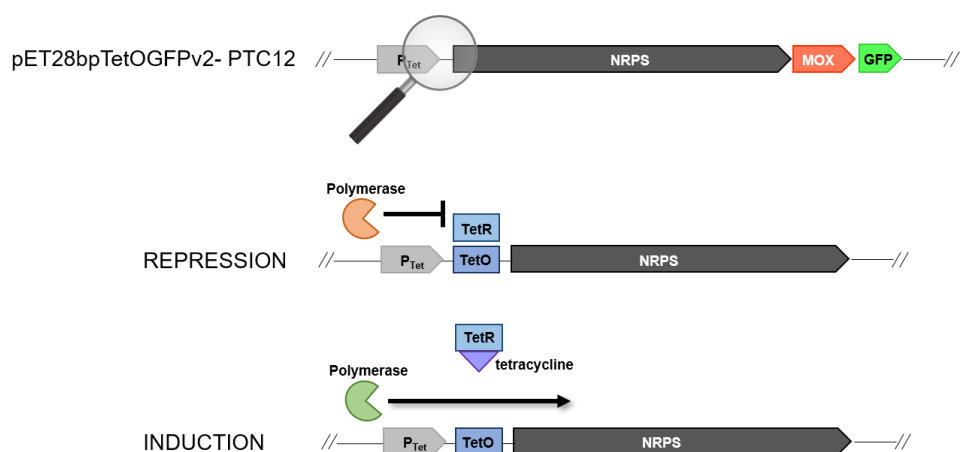 pET28bpTetOGFPv2- PTC12 // PTet NRPS MOX GFP //
Polymerase
TetR
REPRESSION // PTet TetO NRPS //
TetR
tetracycline
Polymerase
INDUCTION // PTet TetO NRPS //